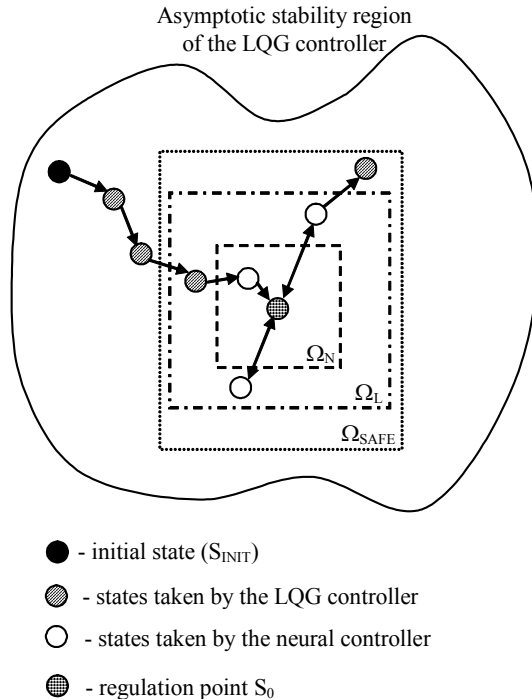 Asymptotic stability region
of the LQG controller
Ω_N
Ω_L
Ω_SAFE
- initial state (S_INIT)
- states taken by the LQG controller
- states taken by the neural controller
- regulation point S_0